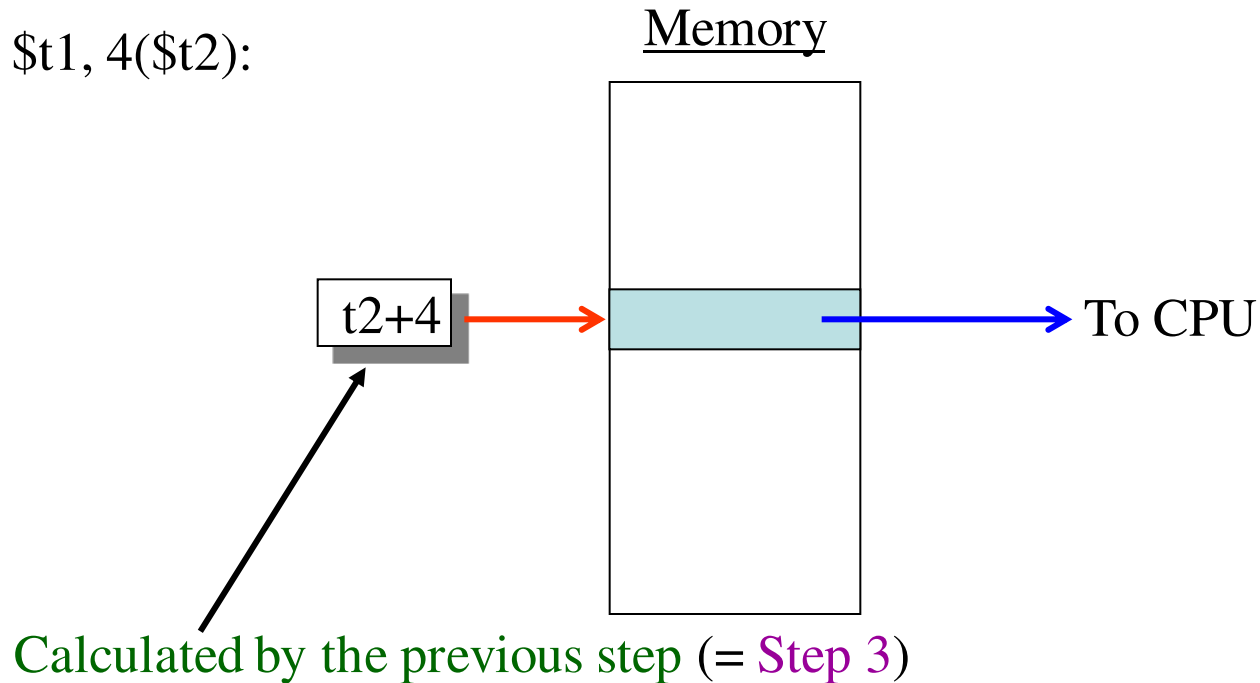 Memory
$t1, 4($t2):
t2+4
To CPU
Calculated by the previous step (= Step 3)